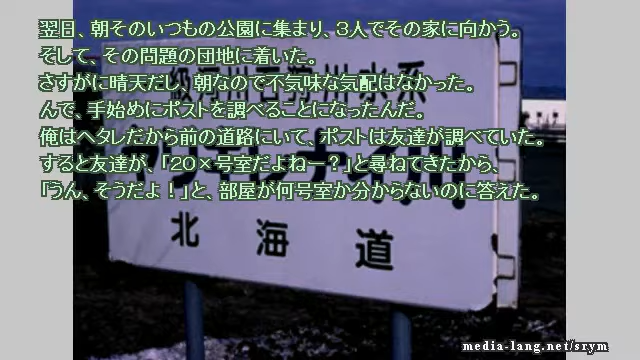 翌日、朝そのいつもの公園に集まり、３人でその家に向かう。
そして、その問題の団地に着いた。
さすがに晴天だし、朝なので不気味な気配はなかった。
んで、手始めにポストを調べることになったんだ。
俺はヘタレだから前の道路にいて、ポストは友達が調べていた。
すると友達が、「２０×号室だよねー？」と尋ねてきたから、
「うん、そうだよ！」と、部屋が何号室か分からないのに答えた。
北海道
media-lang.net/srym